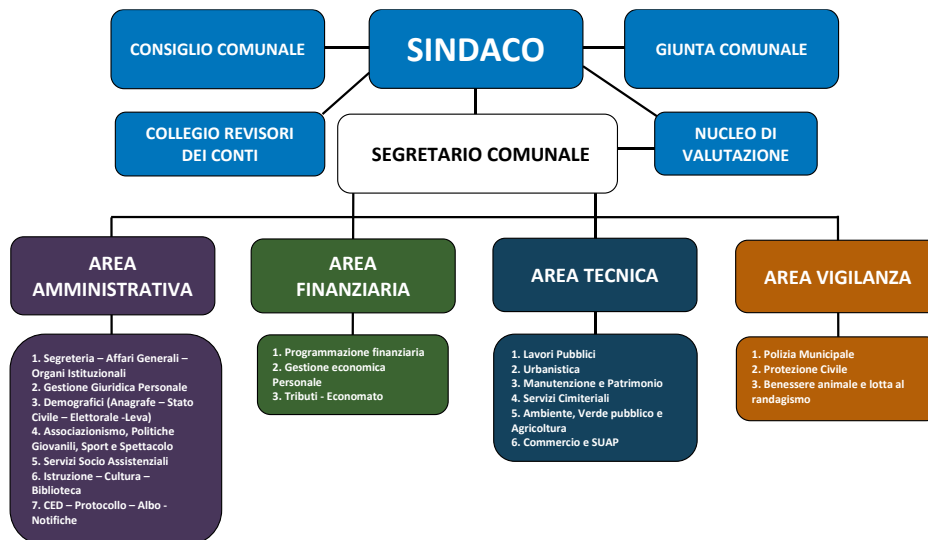 CONSIGLIO COMUNALE
SINDACO
GIUNTA COMUNALE
COLLEGIO REVISORI
DEI CONTI
SEGRETARIO COMUNALE
NUCLEO DI
VALUTAZIONE
AREA
AMMINISTRATIVA
AREA
FINANZIARIA
AREA TECNICA
AREA VIGILANZA
1. Segreteria – Affari Generali –
Organi Istituzionali
2. Gestione Giuridica Personale
3. Demografici (Anagrafe – Stato
Civile – Elettorale -Leva)
4. Associazionismo, Politiche
Giovanili, Sport e Spettacolo
5. Servizi Socio Assistenziali
6. Istruzione – Cultura –
Biblioteca
7. CED – Protocollo – Albo -
Notifiche
1. Programmazione finanziaria
2. Gestione economica
Personale
3. Tributi - Economato
1. Lavori Pubblici
2. Urbanistica
3. Manutenzione e Patrimonio
4. Servizi Cimiteriali
5. Ambiente, Verde pubblico e
Agricoltura
6. Commercio e SUAP
1. Polizia Municipale
2. Protezione Civile
3. Benessere animale e lotta al
randagismo